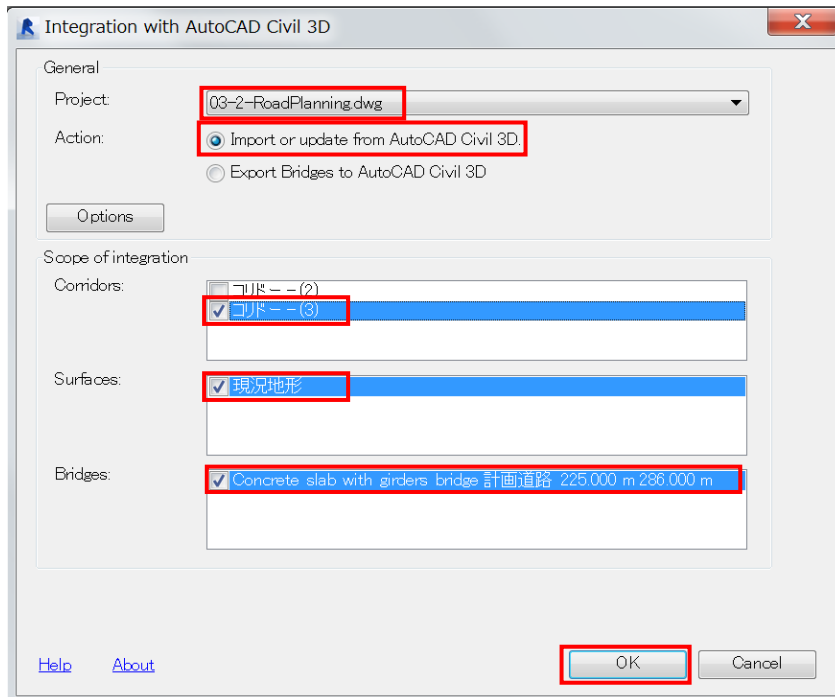 Integration with AutoCAD Civil 3D
General
Project: 03-2-RoadPlanning.dwg
Action: Import or update from AutoCAD Civil 3D.
Export Bridges to AutoCAD Civil 3D
Options
Scope of integration
Corridors: コリドー - (2)
コリドー - (3)
Surfaces: 現況地形
Bridges: Concrete slab with girders bridge 計画道路 225.000 m 286.000 m
Help About OK Cancel